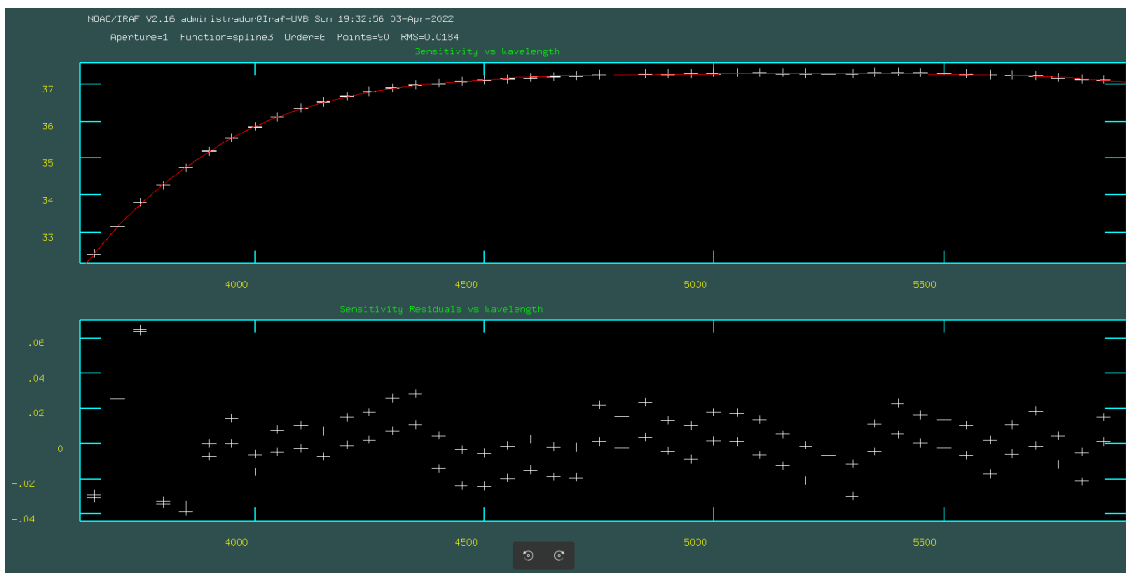 NOAO/IRAF V2.16 administrador@Iraf-UVB Sun 19:32:56 03-Apr-2022
Aperture=1 Function=spline3 Order=6 Points=90 RMS=0.0184
Sensitivity vs Wavelength
37
36
35
34
33
4000 4500 5000 5500
Sensitivity Residuals vs Wavelength
.06
.04
.02
0
-.02
-.04
4000 4500 5000 5500